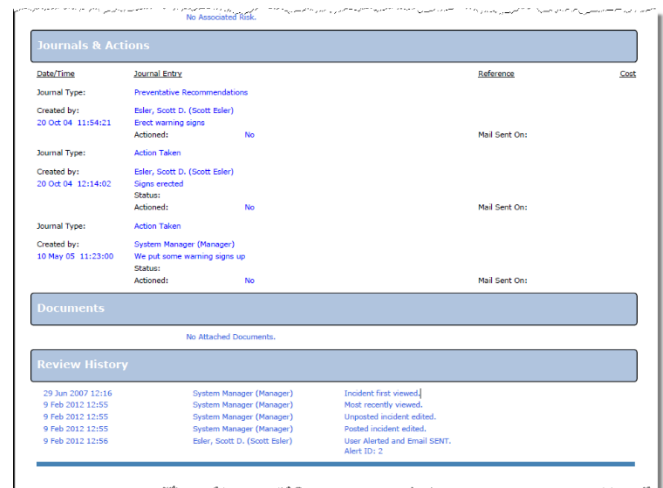 No Associated Risk.
Journals & Actions
Date/Time Journal Entry Reference Cost
Journal Type: Preventative Recommendations
Created by: Esler, Scott D. (Scott Esler)
20 Oct 04 11:54:21 Erect warning signs
Actioned: No Mail Sent On:
Journal Type: Action Taken
Created by: Esler, Scott D. (Scott Esler)
20 Oct 04 12:14:02 Signs erected
Status:
Actioned: No Mail Sent On:
Journal Type: Action Taken
Created by: System Manager (Manager)
10 May 05 11:23:00 We put some warning signs up
Status:
Actioned: No Mail Sent On:
Documents
No Attached Documents.
Review History
29 Jun 2007 12:16 System Manager (Manager) Incident first viewed.
9 Feb 2012 12:55 System Manager (Manager) Most recently viewed.
9 Feb 2012 12:55 System Manager (Manager) Unposted incident edited.
9 Feb 2012 12:55 System Manager (Manager) Posted incident edited.
9 Feb 2012 12:56 Esler, Scott D. (Scott Esler) User Alerted and Email SENT.
Alert ID: 2